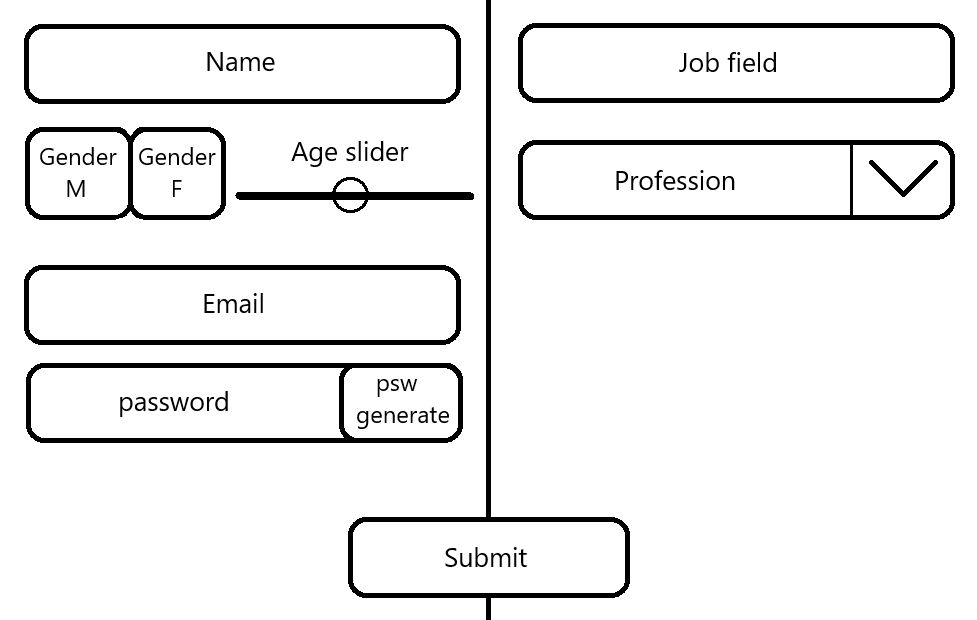 Name
Gender
M
Gender
F
Age slider
Email
password
psw
generate
Job field
Profession
Submit